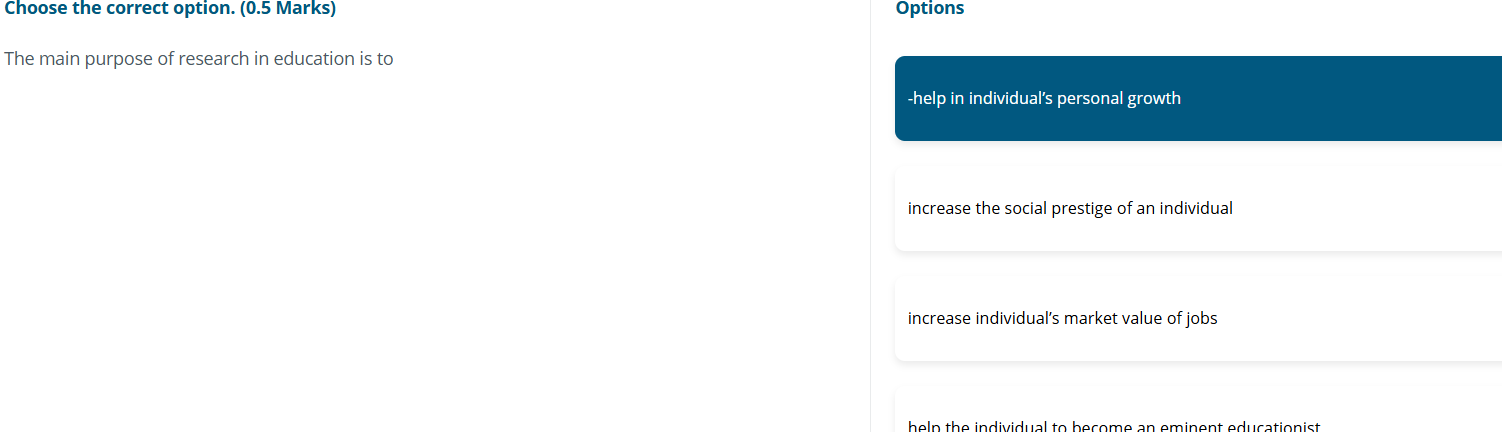 Choose the correct option. (0.5 Marks)
The main purpose of research in education is to
Options
-help in individual’s personal growth
increase the social prestige of an individual
increase individual’s market value of jobs
help the individual to become an eminent educationist